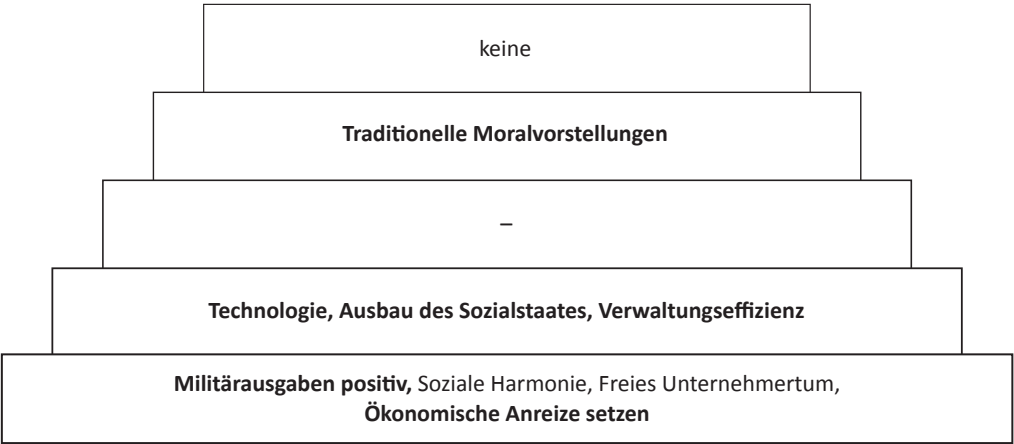 keine
Traditionelle Moralvorstellungen
–
Technologie, Ausbau des Sozialstaates, Verwaltungseffizienz
Militärausgaben positiv, Soziale Harmonie, Freies Unternehmertum,
Ökonomische Anreize setzen